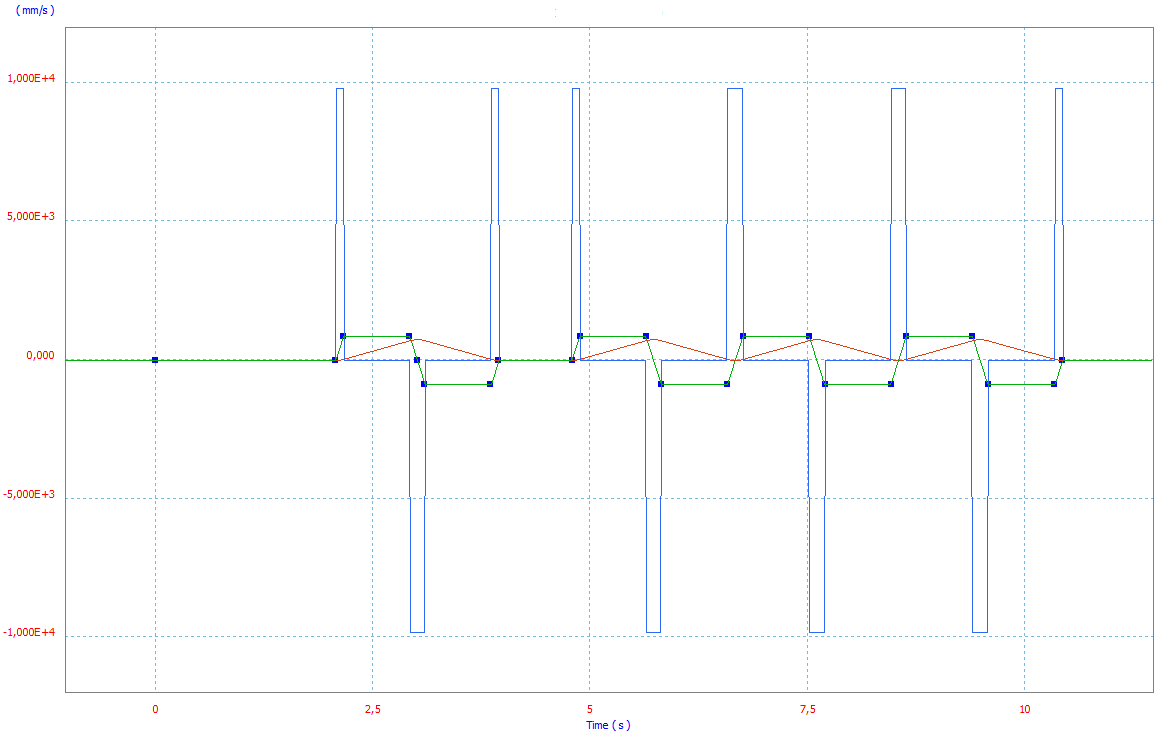 ( mm/s )
1,000E+4
5,000E+3
0,000
-5,000E+3
-1,000E+4
0 2,5 5 7,5 10
Time ( s )